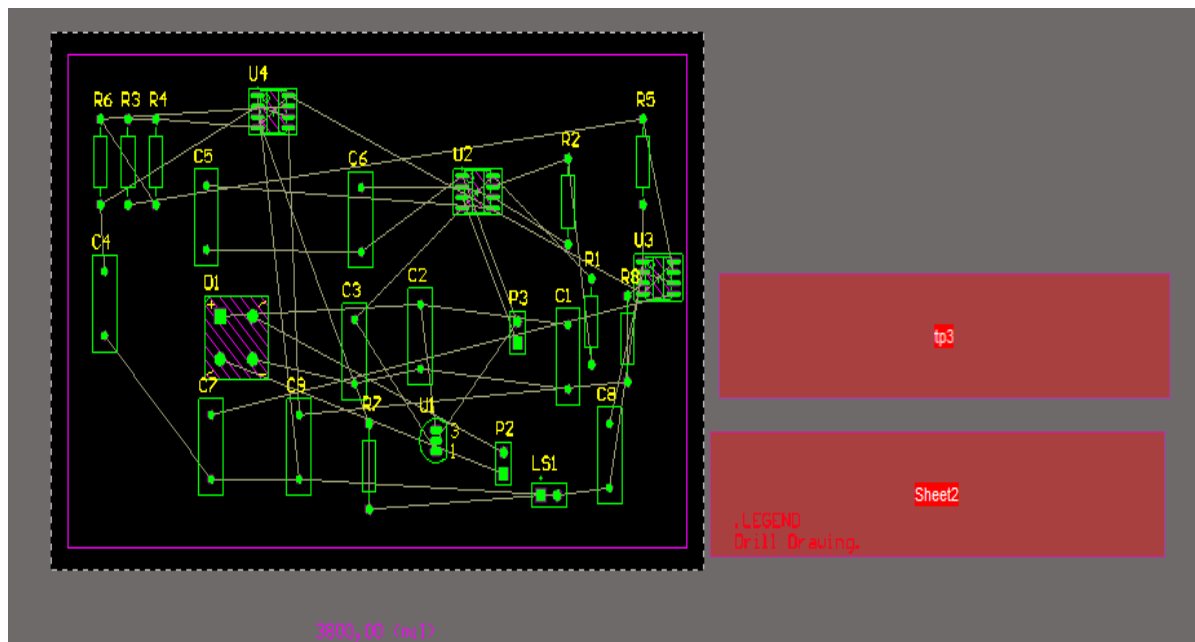 U4
R6 R3 R4
R5
R2
C5
C6
U2
U3
C4
R1
R8
D1
C3
C2
P3
C1
tp3
C7
C9
R7
U1
3
1
C8
P2
LS1
Sheet2
.LEGEND
Drill Drawing.
3800,00 (mil)